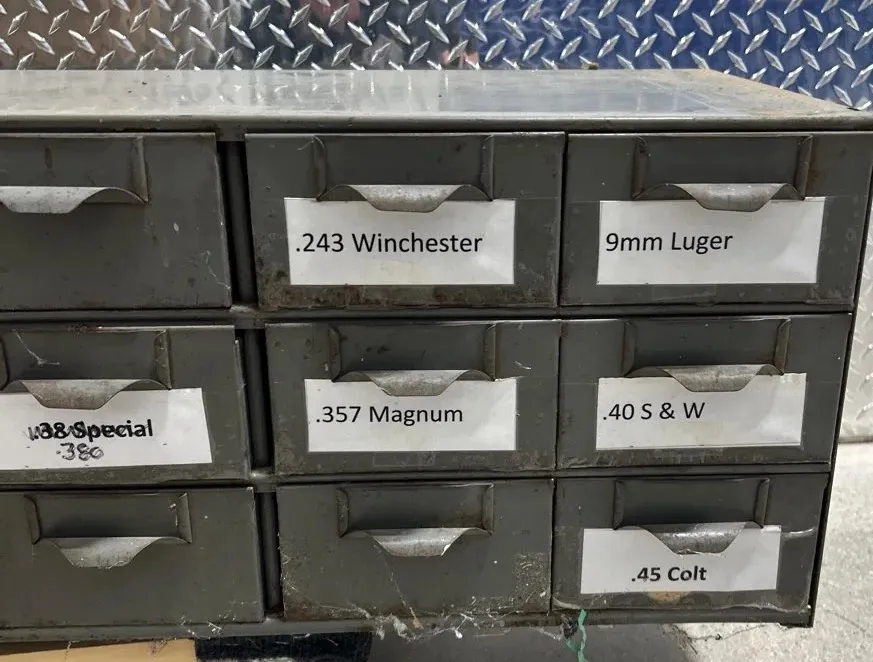 .243 Winchester
9mm Luger
.38 Special
.380
.357 Magnum
.40 S & W
.45 Colt